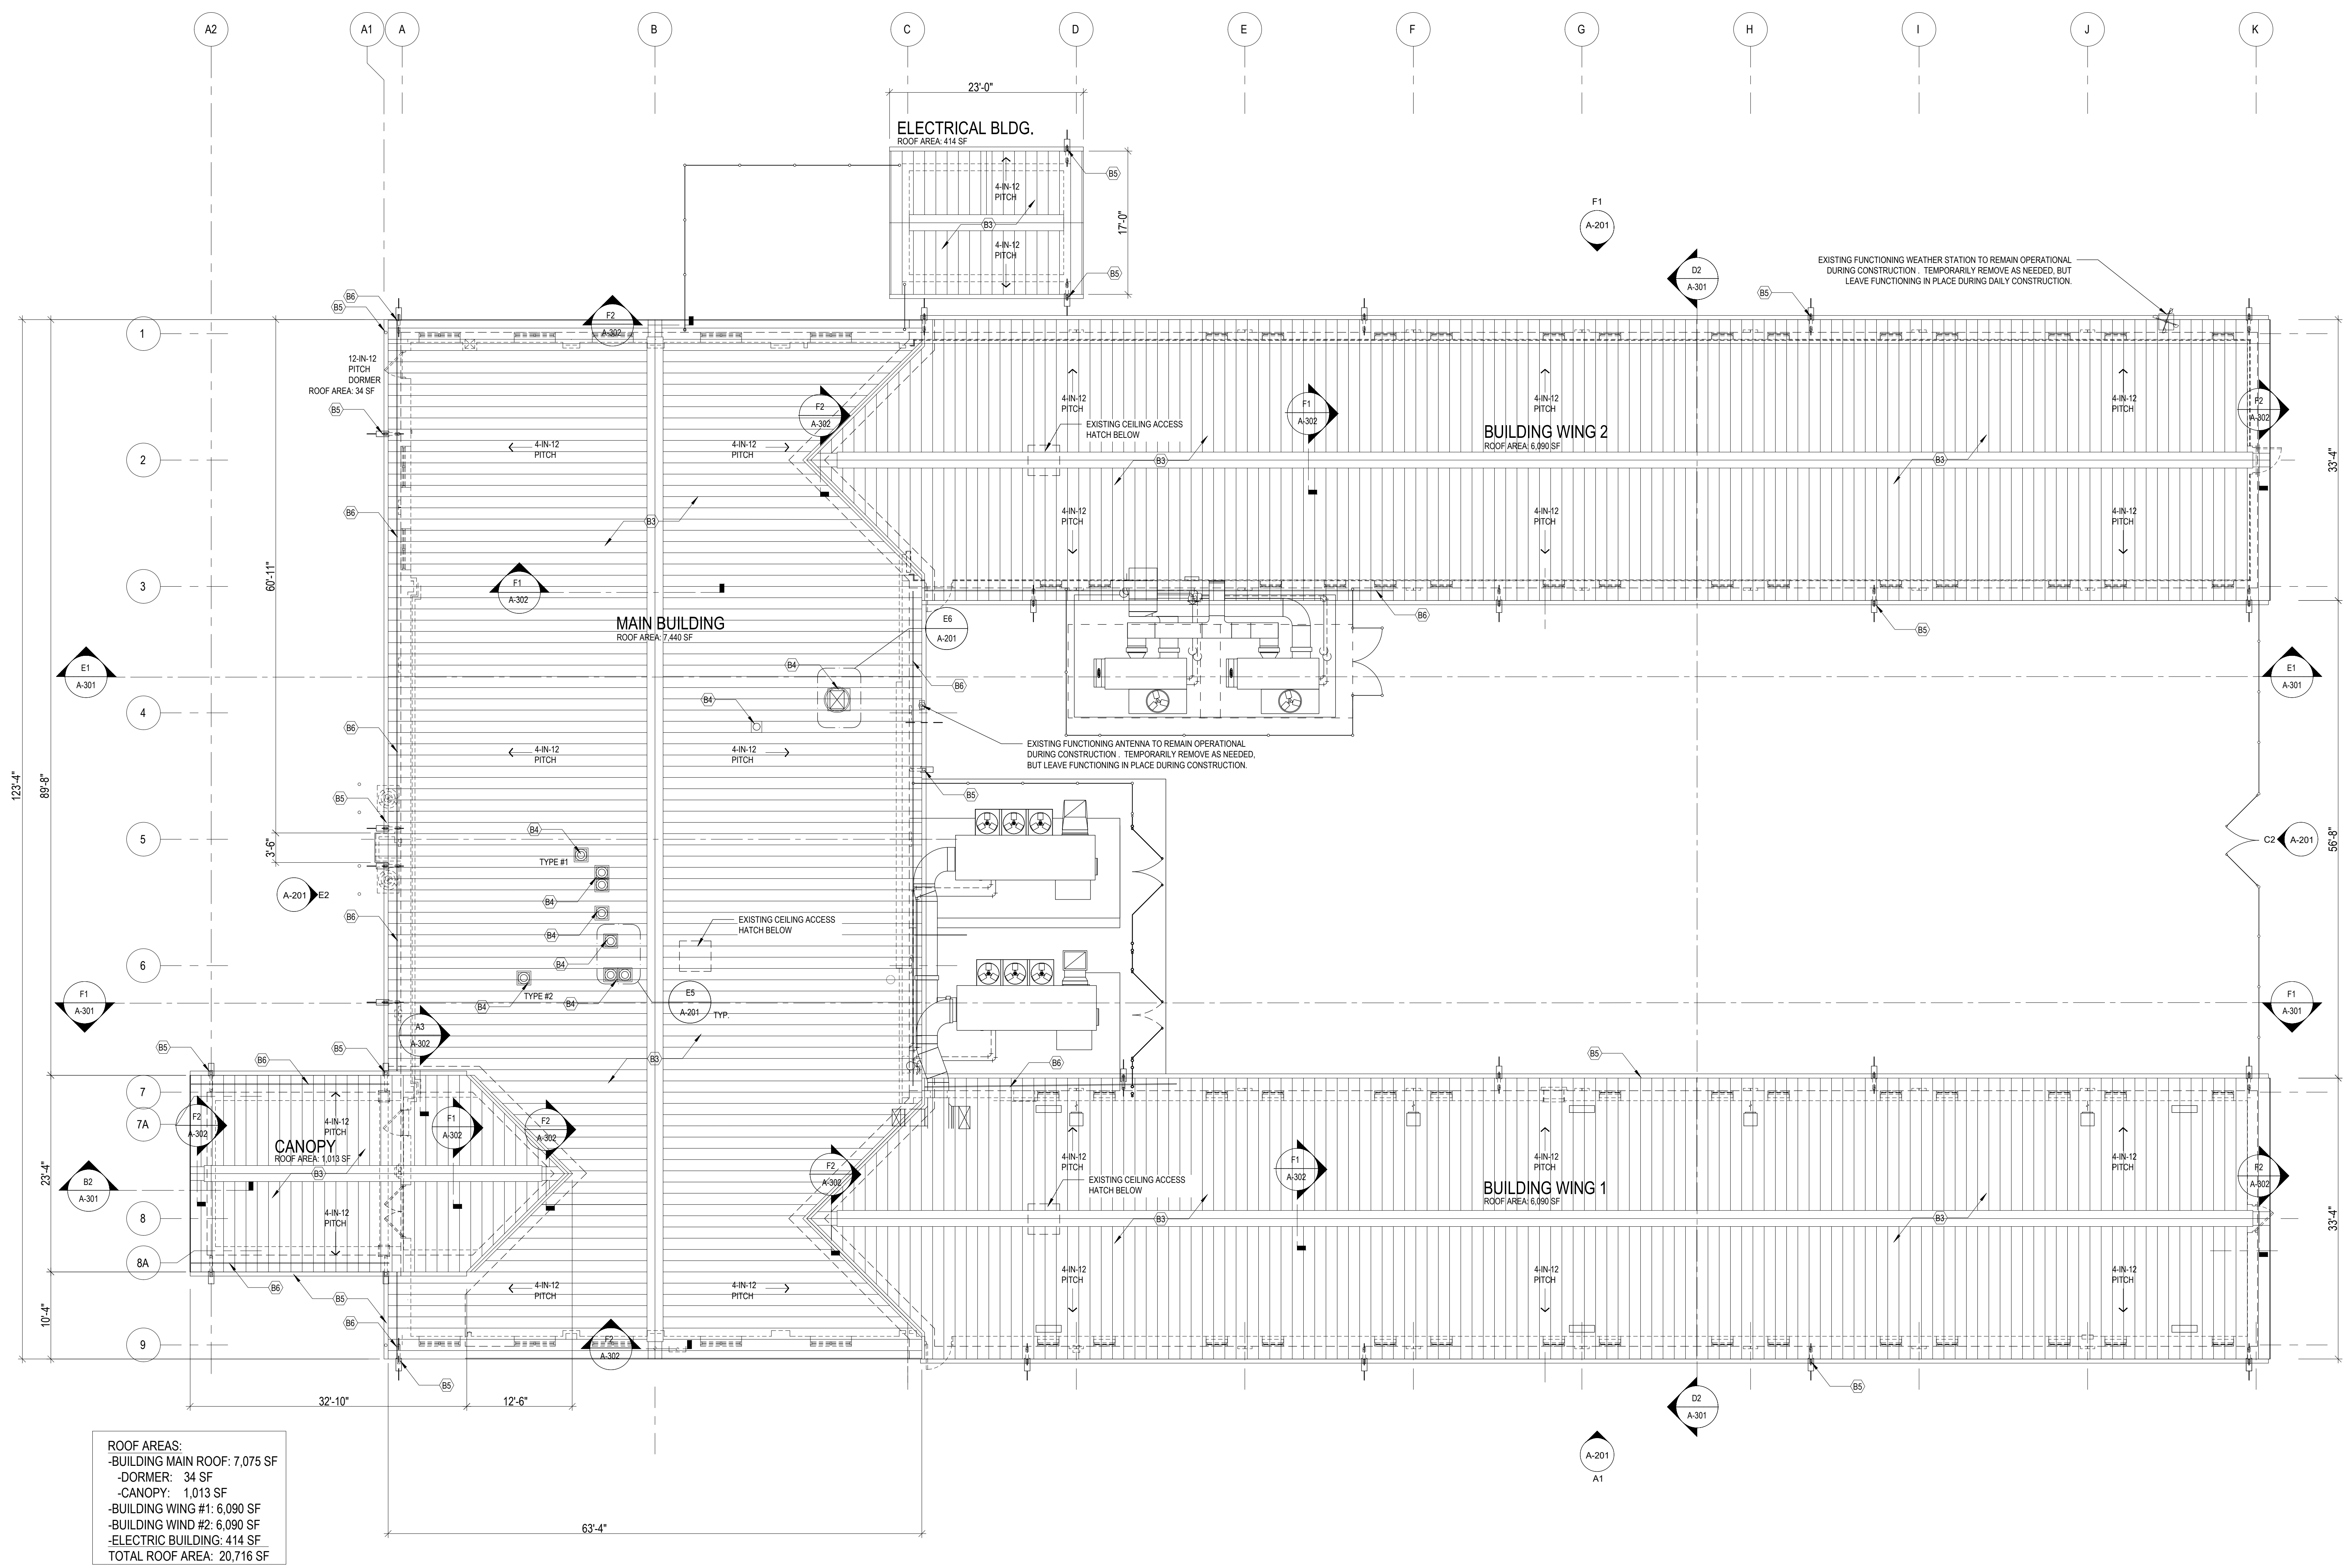 A2
A1
A
B
C
D
E
F
G
H
I
J
K
23'-0"
ELECTRICAL BLDG.
ROOF AREA: 414 SF
4-IN-12
PITCH
B5
B3
17'-0"
4-IN-12
PITCH
B5
F1
A-201
D2
A-301
EXISTING FUNCTIONING WEATHER STATION TO REMAIN OPERATIONAL
DURING CONSTRUCTION . TEMPORARILY REMOVE AS NEEDED, BUT
LEAVE FUNCTIONING IN PLACE DURING DAILY CONSTRUCTION.
B5
B6
B5
F2
A-302
1
12-IN-12
PITCH
DORMER
ROOF AREA: 34 SF
B5
F2
A-302
4-IN-12
PITCH
EXISTING CEILING ACCESS
HATCH BELOW
F1
A-302
4-IN-12
PITCH
BUILDING WING 2
ROOF AREA: 6,090 SF
4-IN-12
PITCH
F2
A-302
2
4-IN-12
PITCH
4-IN-12
PITCH
B3
B3
33'-4"
B6
B3
4-IN-12
PITCH
4-IN-12
PITCH
4-IN-12
PITCH
60'-11"
3
F1
A-302
MAIN BUILDING
ROOF AREA: 7,440 SF
E6
A-201
B6
B5
E1
A-301
B4
B6
E1
A-301
4
B4
B6
4-IN-12
PITCH
4-IN-12
PITCH
EXISTING FUNCTIONING ANTENNA TO REMAIN OPERATIONAL
DURING CONSTRUCTION . TEMPORARILY REMOVE AS NEEDED,
BUT LEAVE FUNCTIONING IN PLACE DURING CONSTRUCTION.
123'-4"
89'-8"
B5
B5
5
3'-6"
B4
TYPE #1
C2
A-201
56'-8"
A-201
E2
B4
B6
B4
EXISTING CEILING ACCESS
HATCH BELOW
6
B4
F1
A-301
B4
TYPE #2
B4
E5
A-201
TYP.
F1
A-301
A3
A-302
B5
B6
B5
B3
B6
B5
7
7A
F2
A-302
4-IN-12
PITCH
F1
A-302
F2
A-302
CANOPY
ROOF AREA: 1,013 SF
B3
F2
A-302
4-IN-12
PITCH
EXISTING CEILING ACCESS
HATCH BELOW
F1
A-302
4-IN-12
PITCH
BUILDING WING 1
ROOF AREA: 6,090 SF
4-IN-12
PITCH
F2
A-302
23'-4"
B2
A-301
8
4-IN-12
PITCH
B3
B3
33'-4"
8A
B6
B5
4-IN-12
PITCH
4-IN-12
PITCH
4-IN-12
PITCH
4-IN-12
PITCH
4-IN-12
PITCH
10'-4"
B6
9
F2
A-302
B5
B5
32'-10"
12'-6"
D2
A-301
A-201
A1
63'-4"
ROOF AREAS:
-BUILDING MAIN ROOF: 7,075 SF
-DORMER: 34 SF
-CANOPY: 1,013 SF
-BUILDING WING #1: 6,090 SF
-BUILDING WIND #2: 6,090 SF
-ELECTRIC BUILDING: 414 SF
TOTAL ROOF AREA: 20,716 SF